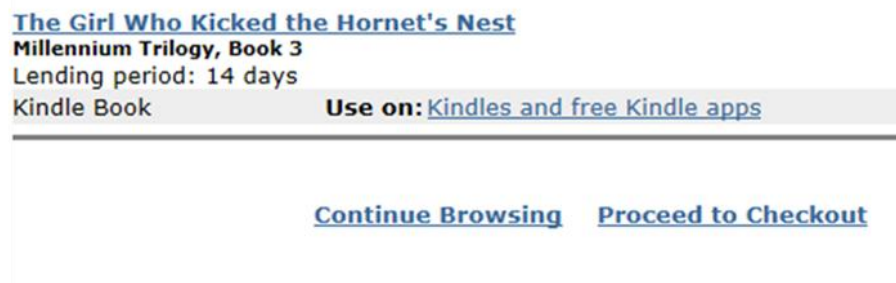 The Girl Who Kicked the Hornet's Nest
Millennium Trilogy, Book 3
Lending period: 14 days
Kindle Book Use on: Kindles and free Kindle apps
Continue Browsing Proceed to Checkout